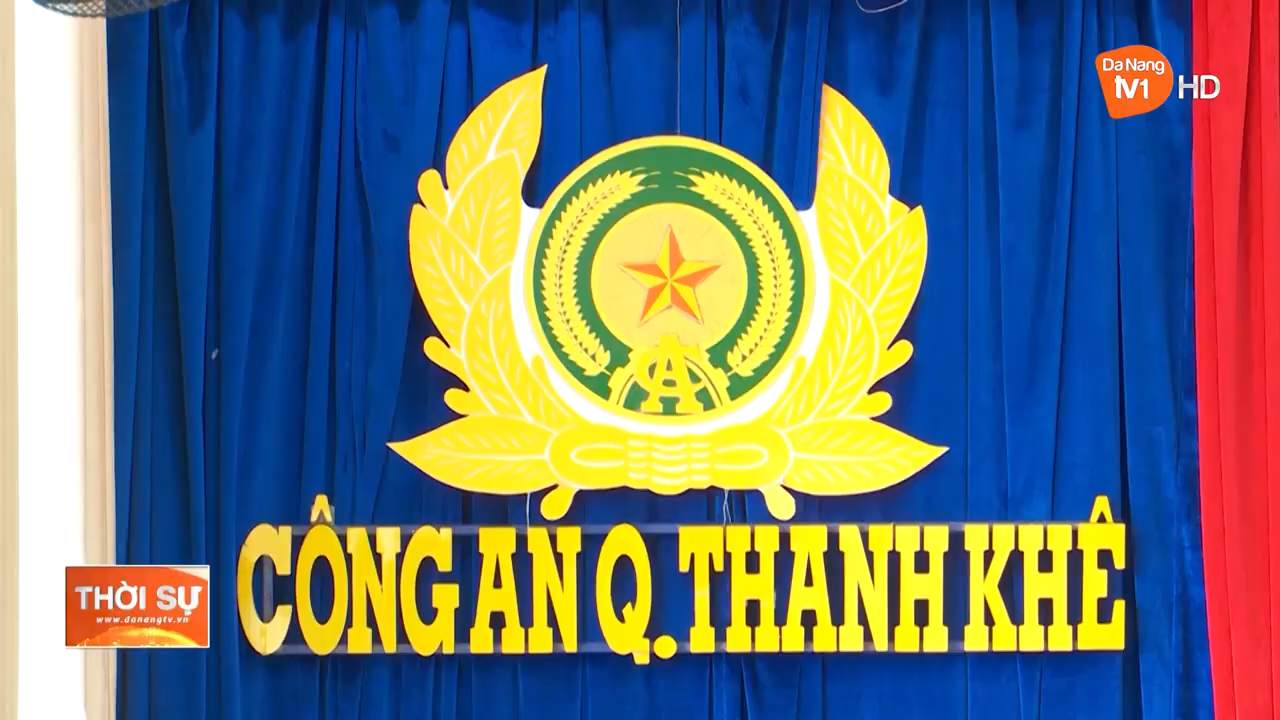 Da Nang
tv1 HD
CA
CÔNG AN Q. THANH KHÊ
THỜI SỰ
www.danangtv.vn